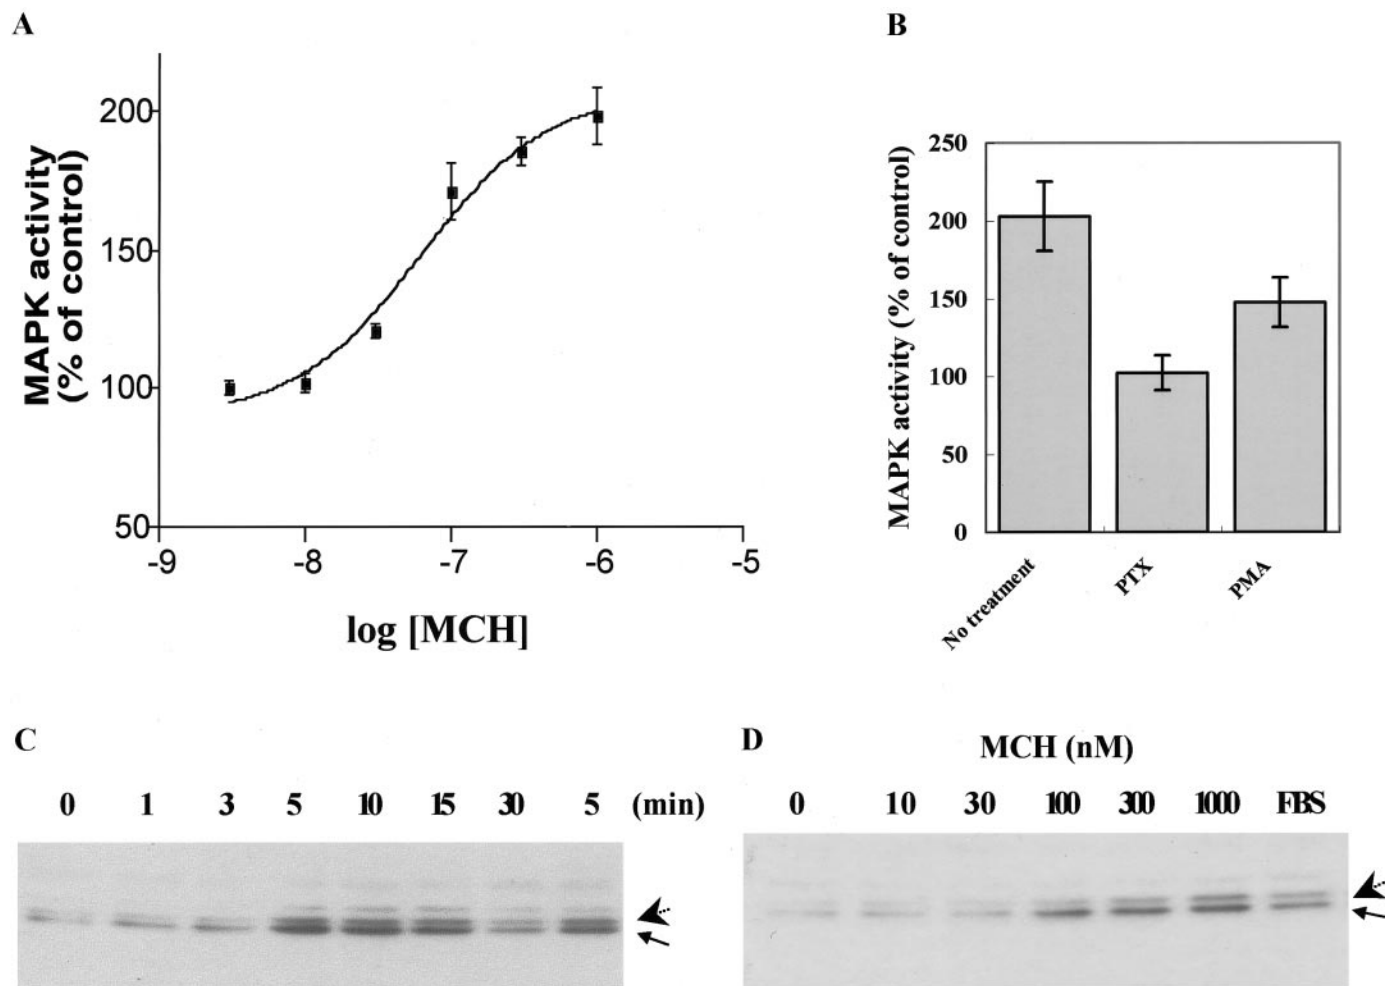 A
MAPK activity
(% of control)
200
150
100
50
-9 -8 -7 -6 -5
log [MCH]
B
MAPK activity (% of control)
250
200
150
100
50
0
No treatment PTX PMA
C
0 1 3 5 10 15 30 5 (min)
D
MCH (nM)
0 10 30 100 300 1000 FBS